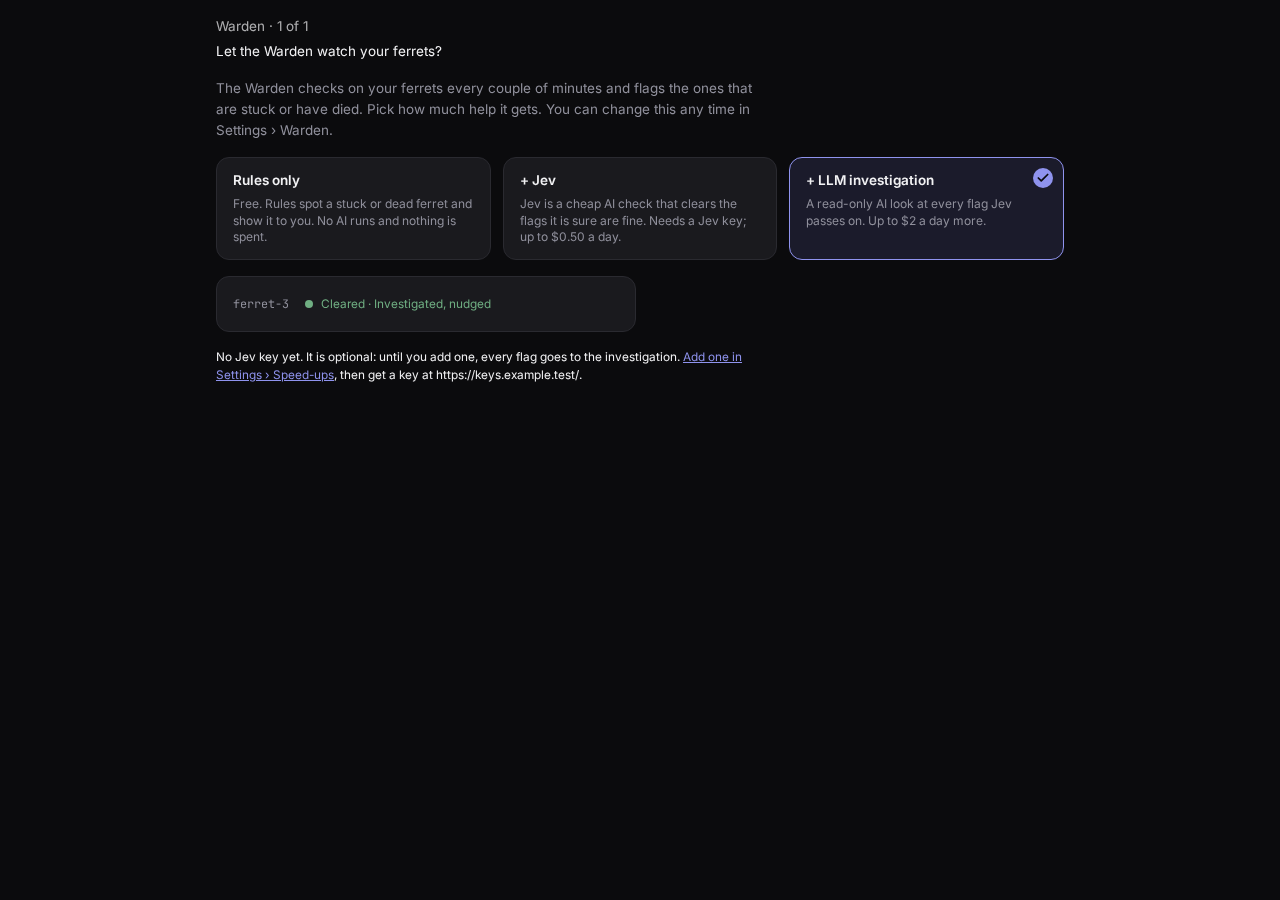 Warden · 1 of 1
Let the Warden watch your ferrets?
The Warden checks on your ferrets every couple of minutes and flags the ones that
are stuck or have died. Pick how much help it gets. You can change this any time in
Settings › Warden.
Rules only
Free. Rules spot a stuck or dead ferret and
show it to you. No AI runs and nothing is
spent.
+ Jev
Jev is a cheap AI check that clears the
flags it is sure are fine. Needs a Jev key;
up to $0.50 a day.
+ LLM investigation
A read-only AI look at every flag Jev
passes on. Up to $2 a day more.
ferret-3 Cleared · Investigated, nudged
No Jev key yet. It is optional: until you add one, every flag goes to the investigation. Add one in
Settings › Speed-ups, then get a key at https://keys.example.test/.